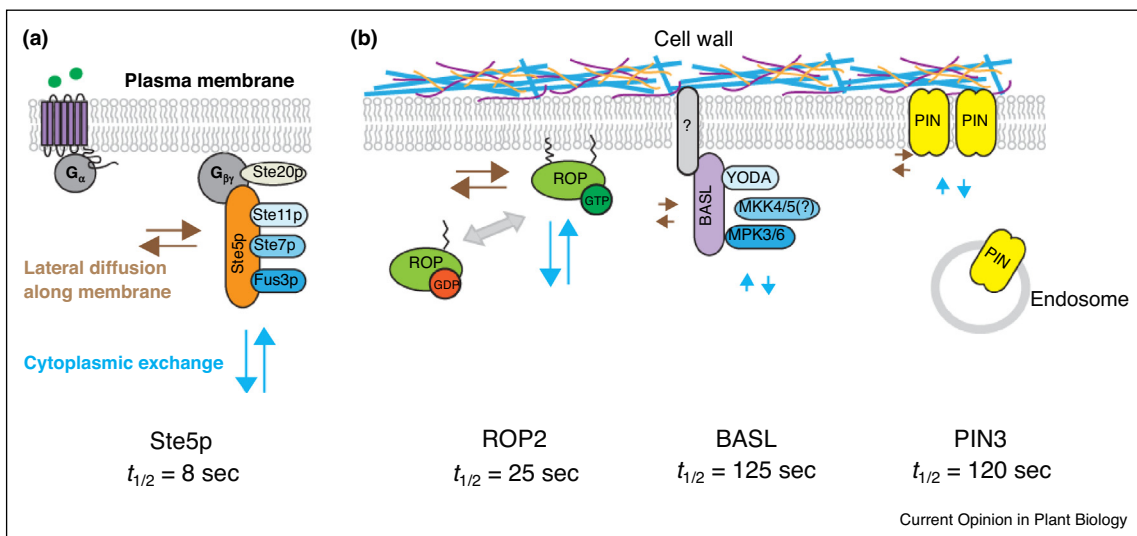 (a)
Plasma membrane
Gα
Gβγ
Ste20p
Ste5p
Ste11p
Ste7p
Fus3p
Lateral diffusion
along membrane
Cytoplasmic exchange
Ste5p
t1/2 = 8 sec
(b)
Cell wall
ROP
GTP
ROP
GDP
?
BASL
YODA
MKK4/5(?)
MPK3/6
PIN
PIN
PIN
Endosome
ROP2
t1/2 = 25 sec
BASL
t1/2 = 125 sec
PIN3
t1/2 = 120 sec
Current Opinion in Plant Biology